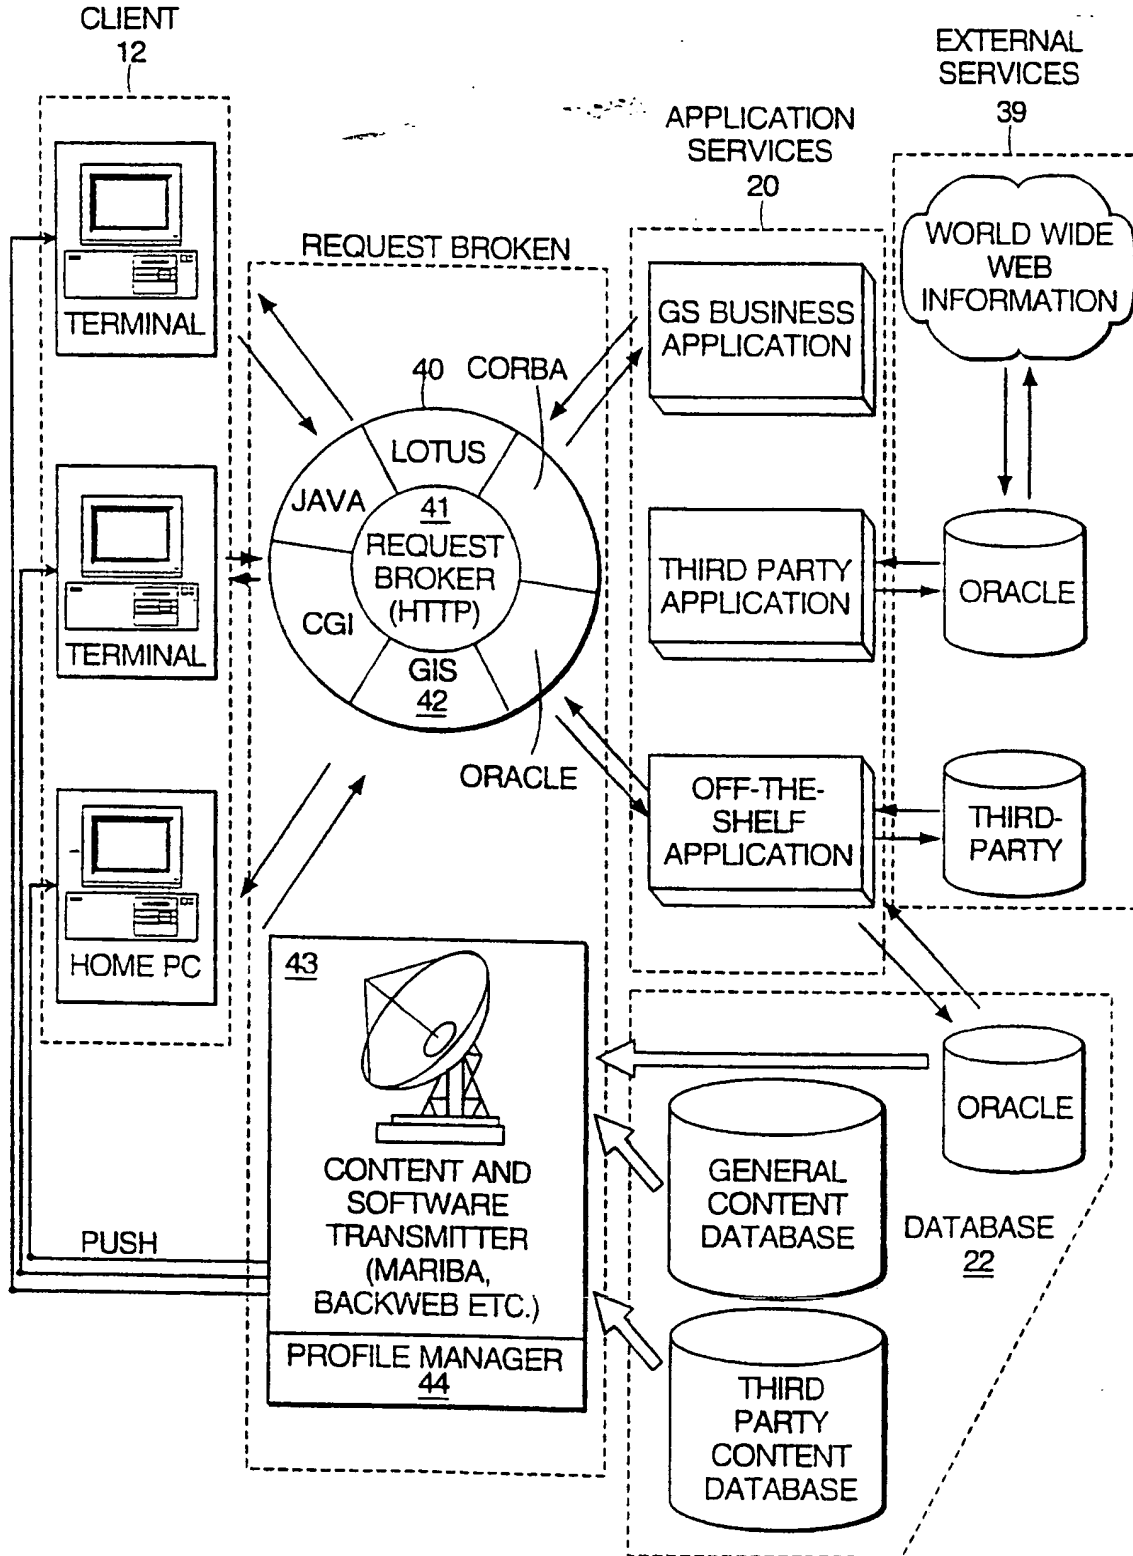 CLIENT
12
EXTERNAL
SERVICES
39
APPLICATION
SERVICES
20
REQUEST BROKEN
TERMINAL
TERMINAL
HOME PC
40
CORBA
LOTUS
JAVA
41
REQUEST
BROKER
(HTTP)
CGI
GIS
42
ORACLE
GS BUSINESS
APPLICATION
THIRD PARTY
APPLICATION
OFF-THE-
SHELF
APPLICATION
WORLD WIDE
WEB
INFORMATION
ORACLE
THIRD-
PARTY
43
CONTENT AND
SOFTWARE
TRANSMITTER
(MARIBA,
BACKWEB ETC.)
PROFILE MANAGER
44
PUSH
ORACLE
GENERAL
CONTENT
DATABASE
DATABASE
22
THIRD
PARTY
CONTENT
DATABASE